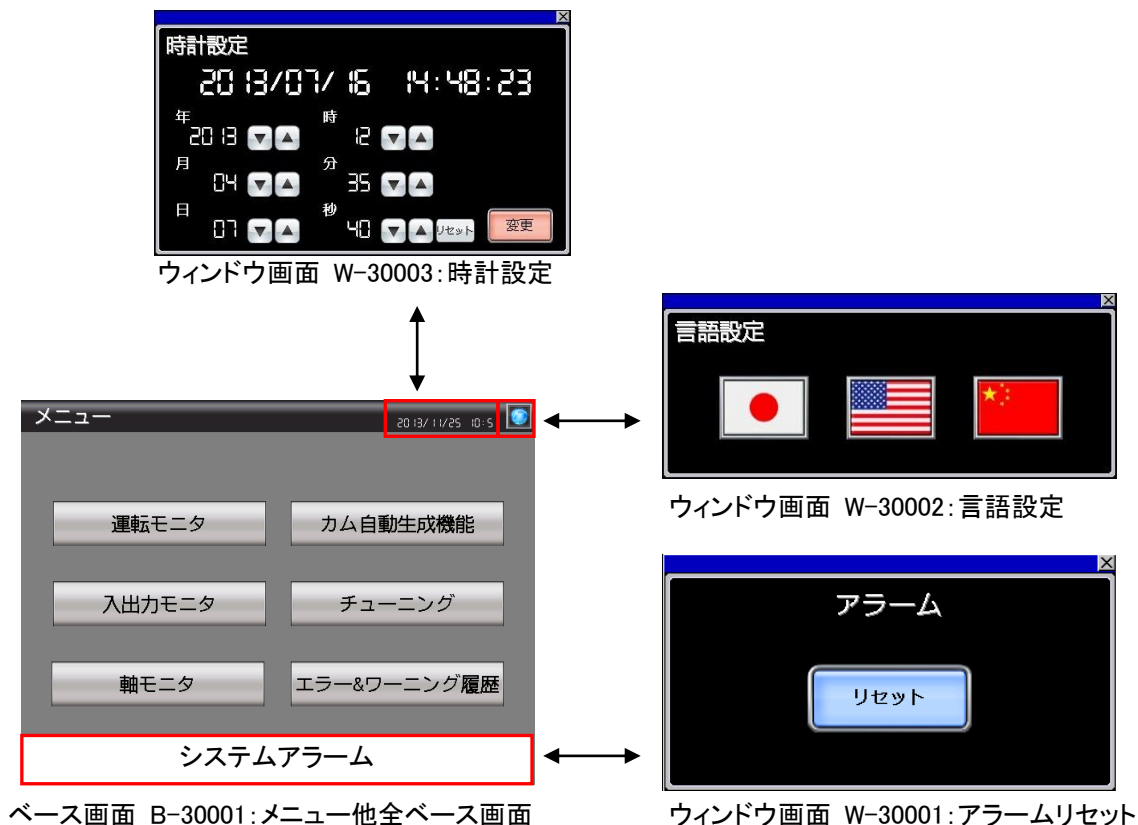 時計設定
2013/07/16 14:48:23
年
2013
時
12
月
04
分
35
日
07
秒
40
リセット
変更
ウィンドウ画面 W-30003:時計設定
言語設定
ウィンドウ画面 W-30002:言語設定
メニュー
2013/11/25 10:5
運転モニタ
カム自動生成機能
入出力モニタ
チューニング
軸モニタ
エラー&ワーニング履歴
システムアラーム
ベース画面 B-30001:メニュー他全ベース画面
アラーム
リセット
ウィンドウ画面 W-30001:アラームリセット